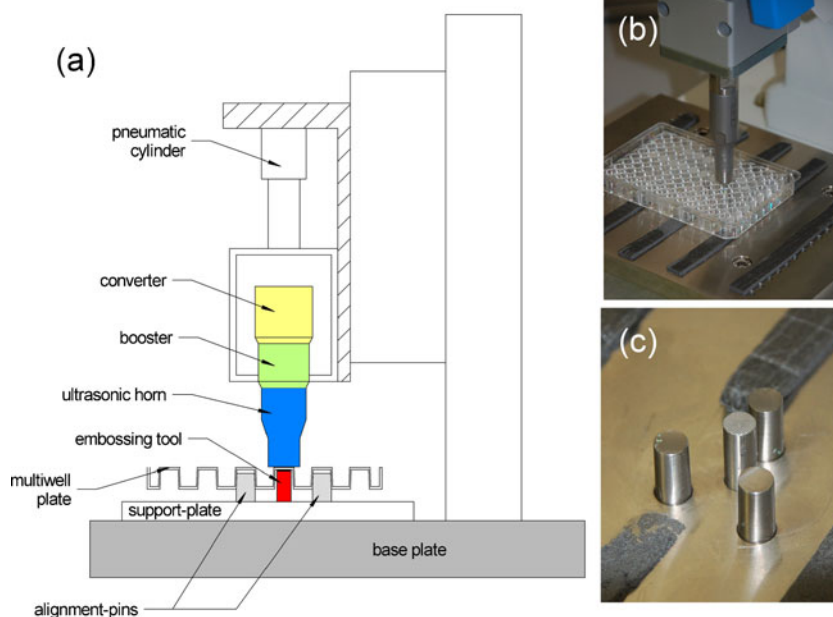 (a)
pneumatic
cylinder
converter
booster
ultrasonic horn
embossing tool
multiwell
plate
support-plate
base plate
alignment-pins
(b)
(c)